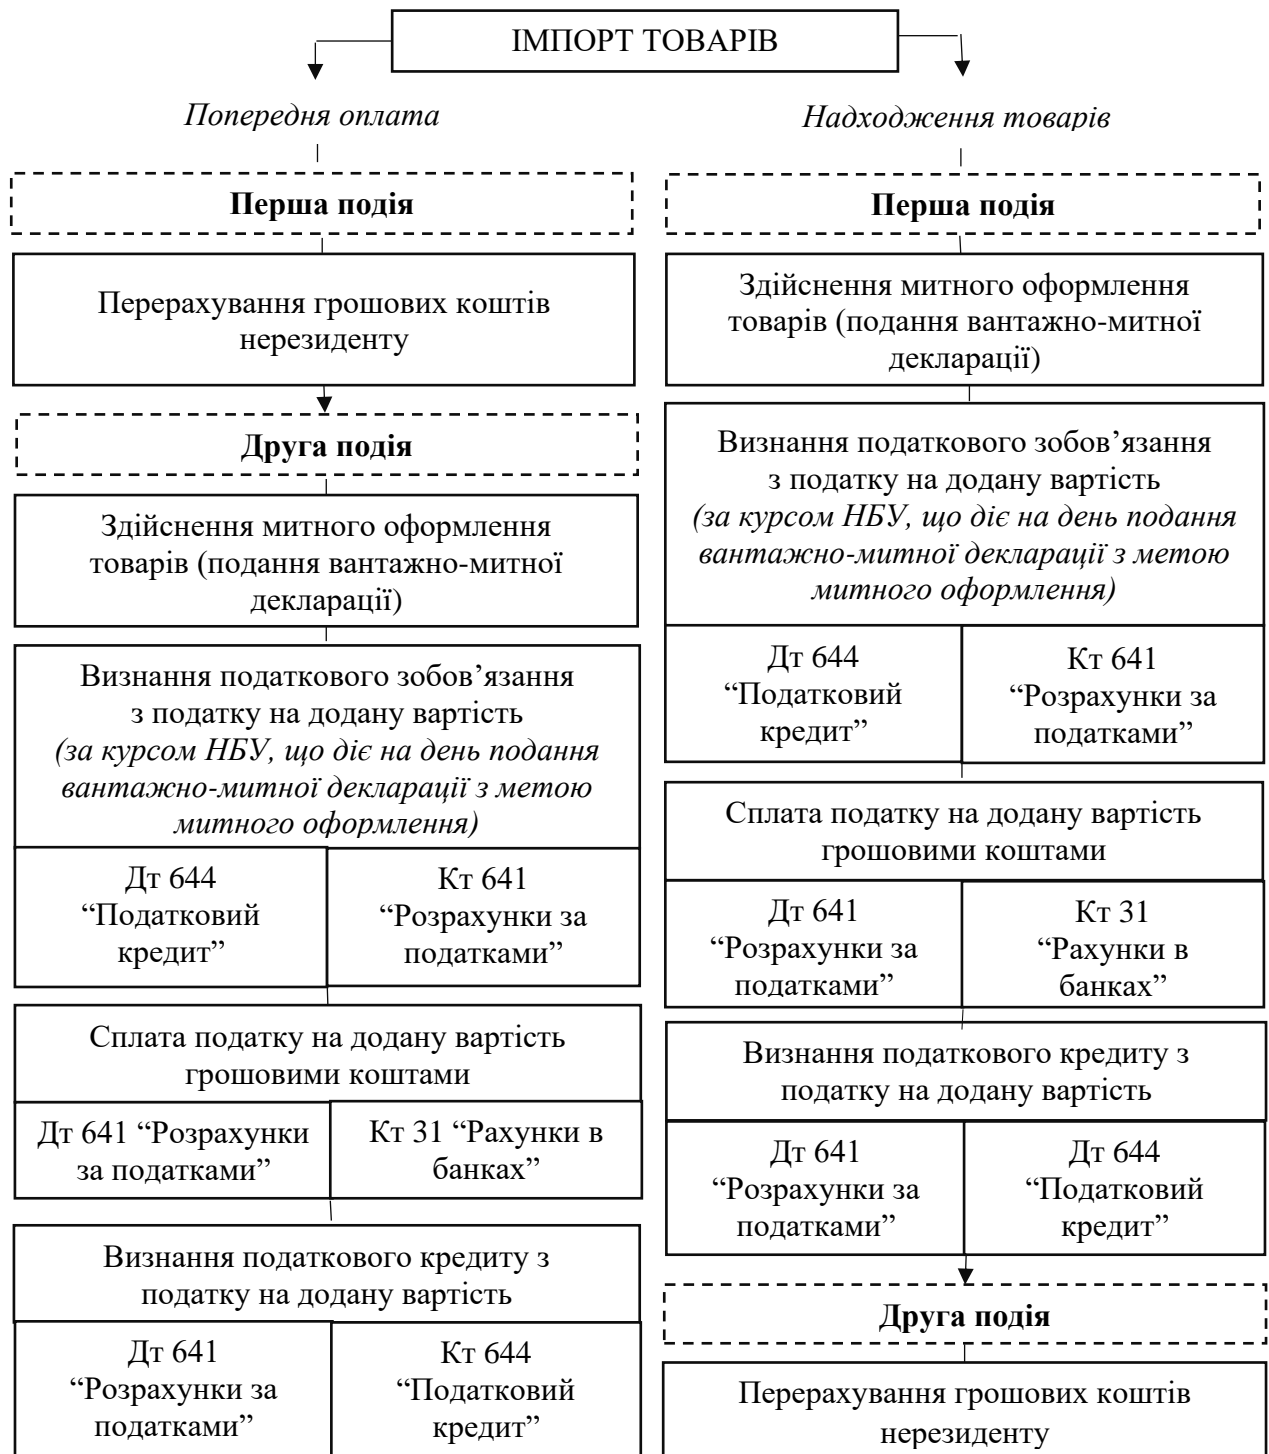 ІМПОРТ ТОВАРІВ
Попередня оплата
Перша подія
Перерахування грошових коштів
нерезиденту
Друга подія
Здійснення митного оформлення
товарів (подання вантажно-митної
декларації)
Визнання податкового зобов’язання
з податку на додану вартість
(за курсом НБУ, що діє на день подання
вантажно-митної декларації з метою
митного оформлення)
Дт 644
“Податковий
кредит”
Кт 641
“Розрахунки за
податками”
Сплата податку на додану вартість
грошовими коштами
Дт 641 “Розрахунки
за податками”
Кт 31 “Рахунки в
банках”
Визнання податкового кредиту з
податку на додану вартість
Дт 641
“Розрахунки за
податками”
Кт 644
“Податковий
кредит”
Надходження товарів
Перша подія
Здійснення митного оформлення
товарів (подання вантажно-митної
декларації)
Визнання податкового зобов’язання
з податку на додану вартість
(за курсом НБУ, що діє на день подання
вантажно-митної декларації з метою
митного оформлення)
Дт 644
“Податковий
кредит”
Кт 641
“Розрахунки за
податками”
Сплата податку на додану вартість
грошовими коштами
Дт 641
“Розрахунки за
податками”
Кт 31
“Рахунки в
банках”
Визнання податкового кредиту з
податку на додану вартість
Дт 641
“Розрахунки за
податками”
Дт 644
“Податковий
кредит”
Друга подія
Перерахування грошових коштів
нерезиденту